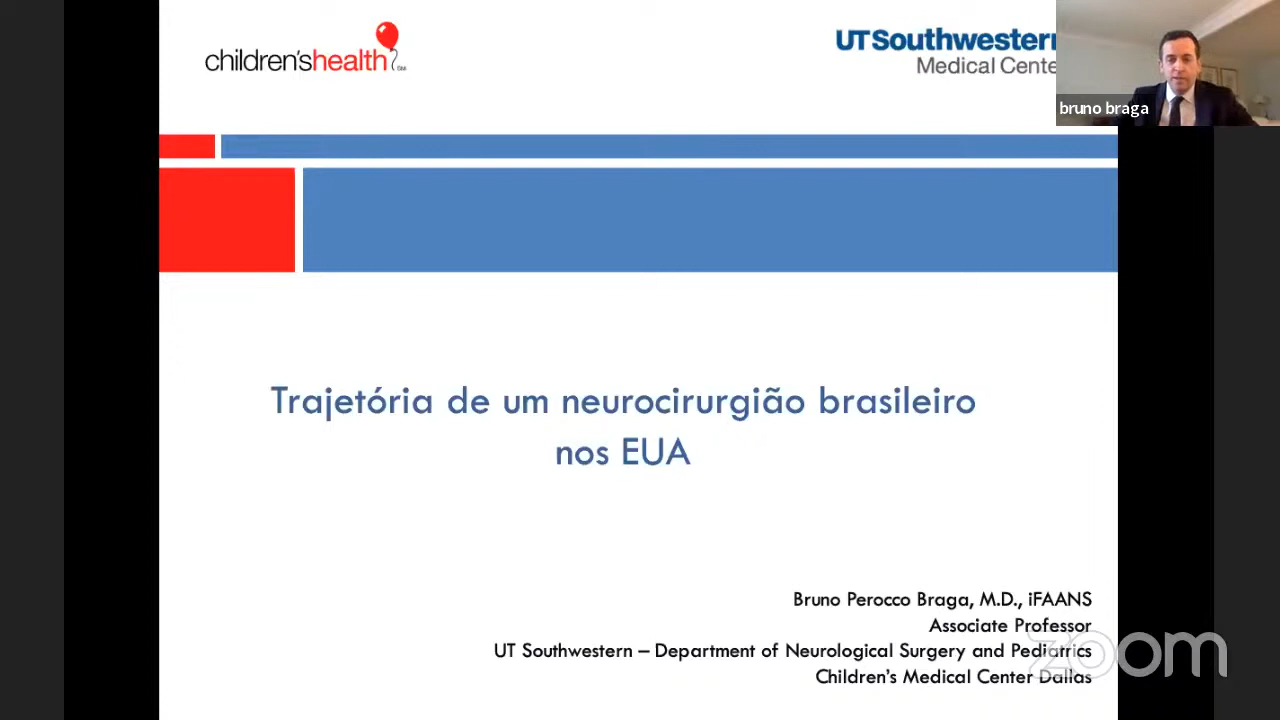 children'shealth
UTSouthwestern
Medical Cente
bruno braga
Trajetória de um neurocirurgião brasileiro
nos EUA
Bruno Perocco Braga, M.D., iFAANS
Associate Professor
UT Southwestern – Department of Neurological Surgery and Pediatrics
Children's Medical Center Dallas
zoom